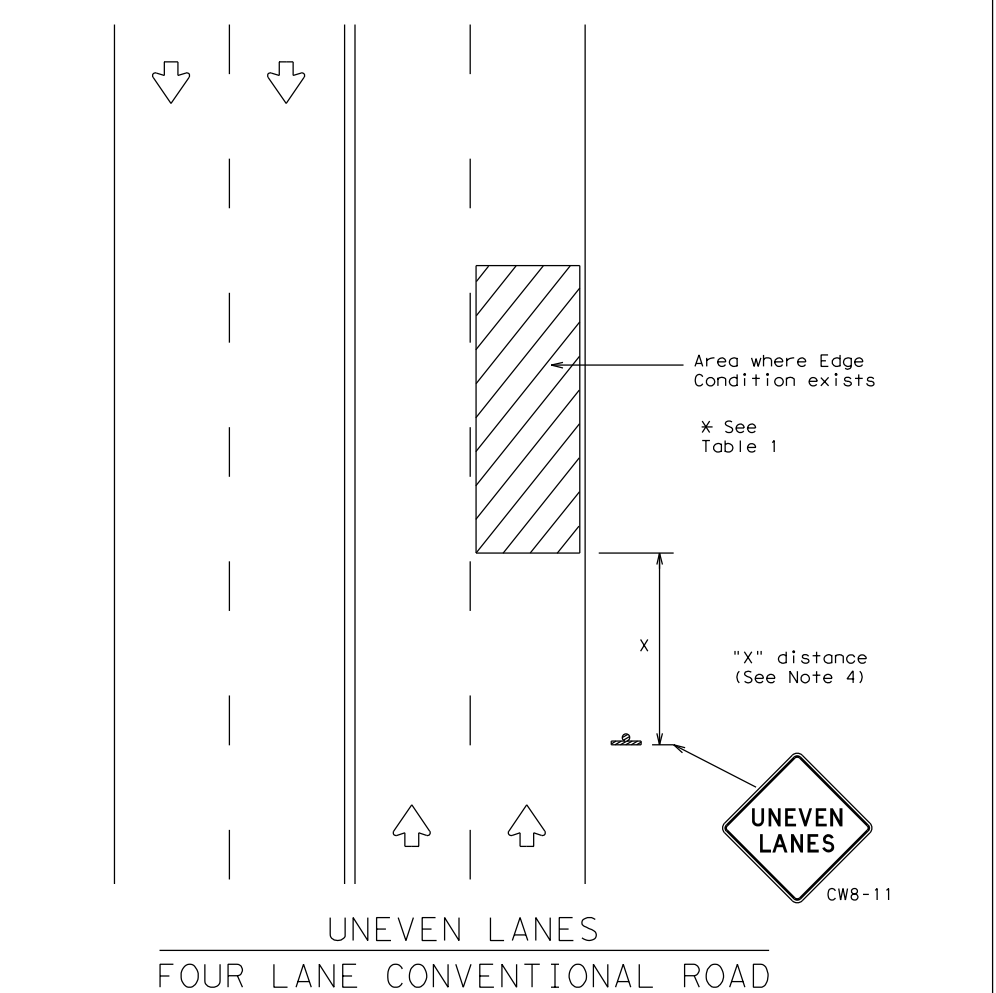 Area where Edge
Condition exists
* See
Table 1
X
"X" distance
(See Note 4)
UNEVEN
LANES
CW8-11
UNEVEN LANES
FOUR LANE CONVENTIONAL ROAD